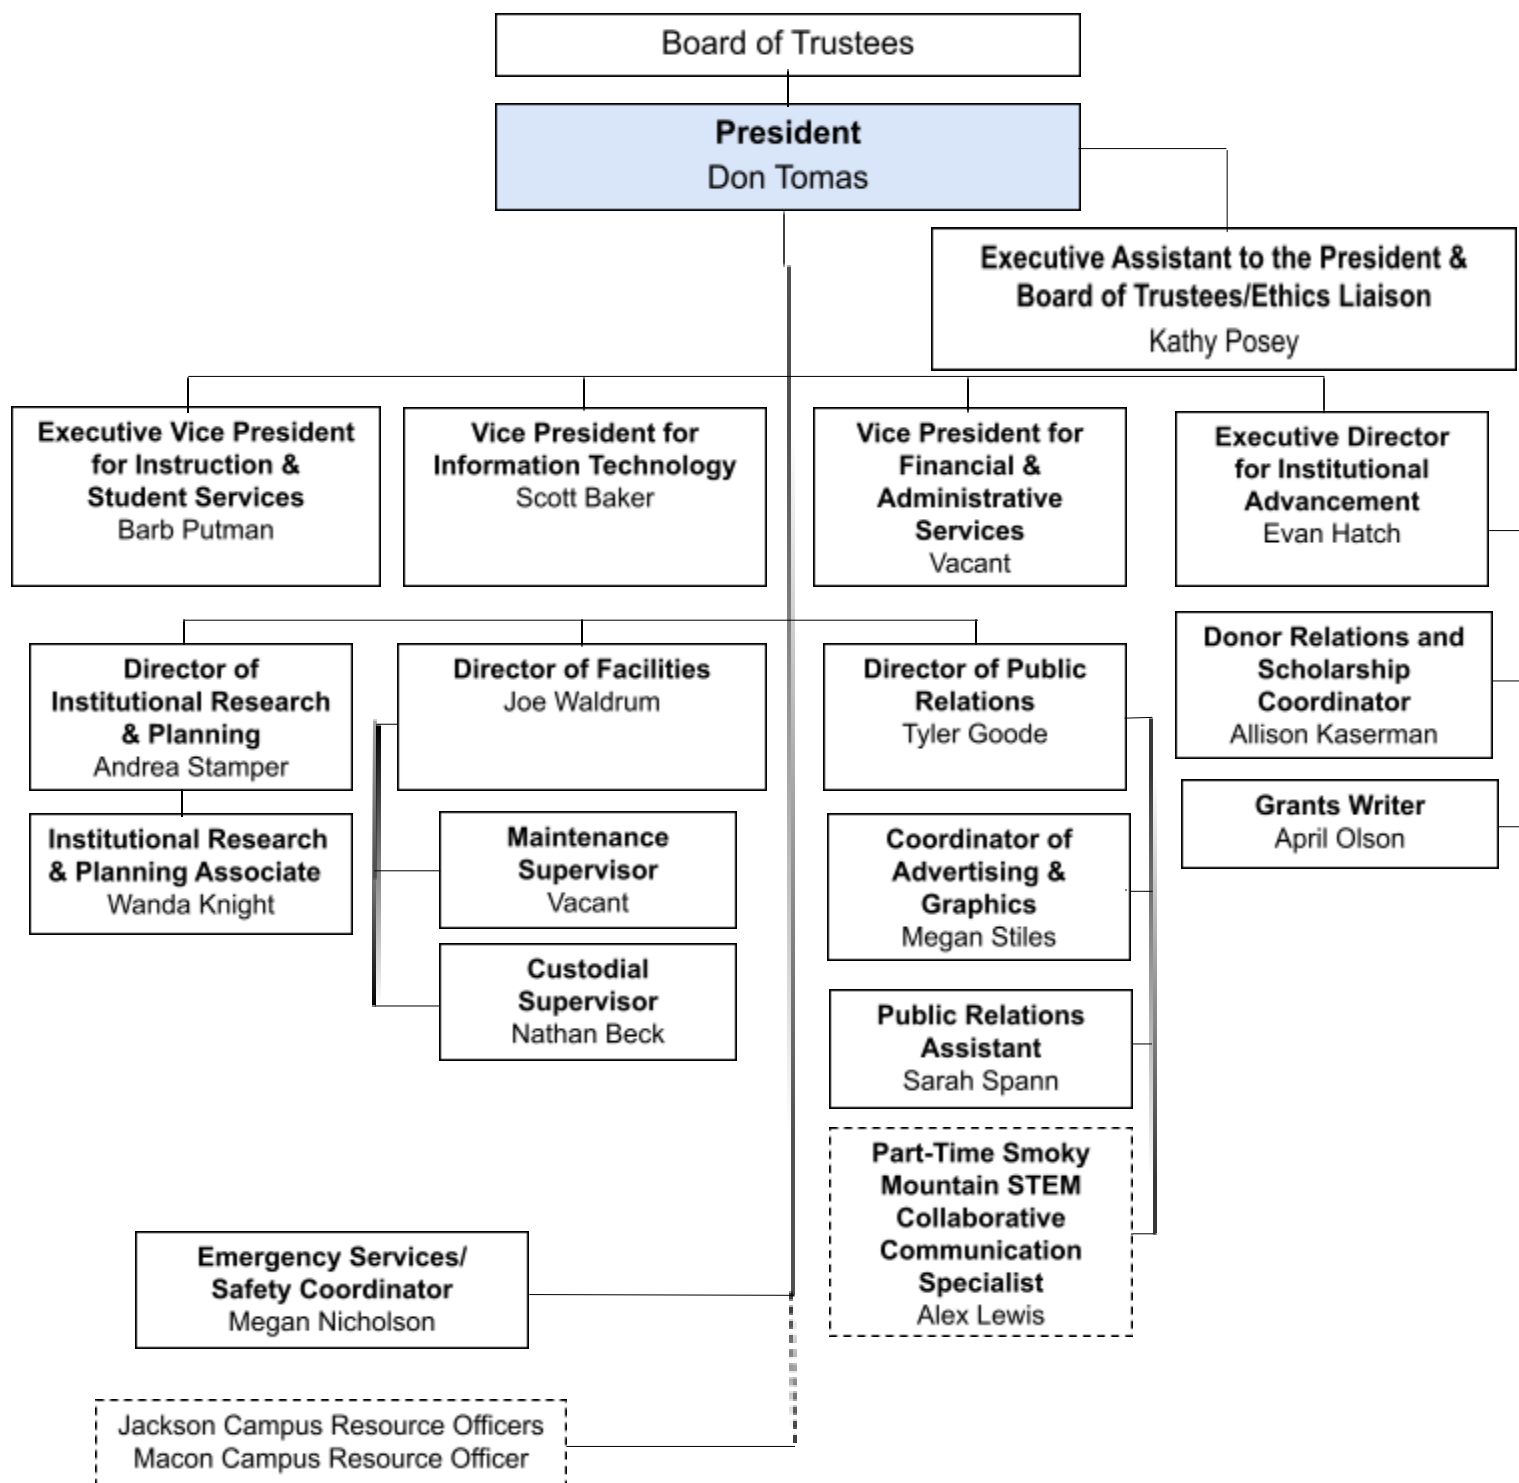 Board of Trustees
President
Don Tomas
Executive Assistant to the President &
Board of Trustees/Ethics Liaison
Kathy Posey
Executive Vice President
for Instruction &
Student Services
Barb Putman
Vice President for
Information Technology
Scott Baker
Vice President for
Financial &
Administrative
Services
Vacant
Executive Director
for Institutional
Advancement
Evan Hatch
Director of
Institutional Research
& Planning
Andrea Stamper
Director of Facilities
Joe Waldrum
Director of Public
Relations
Tyler Goode
Donor Relations and
Scholarship
Coordinator
Allison Kaserman
Institutional Research
& Planning Associate
Wanda Knight
Maintenance
Supervisor
Vacant
Custodial
Supervisor
Nathan Beck
Coordinator of
Advertising &
Graphics
Megan Stiles
Grants Writer
April Olson
Public Relations
Assistant
Sarah Spann
Part-Time Smoky
Mountain STEM
Collaborative
Communication
Specialist
Alex Lewis
Emergency Services/
Safety Coordinator
Megan Nicholson
Jackson Campus Resource Officers
Macon Campus Resource Officer